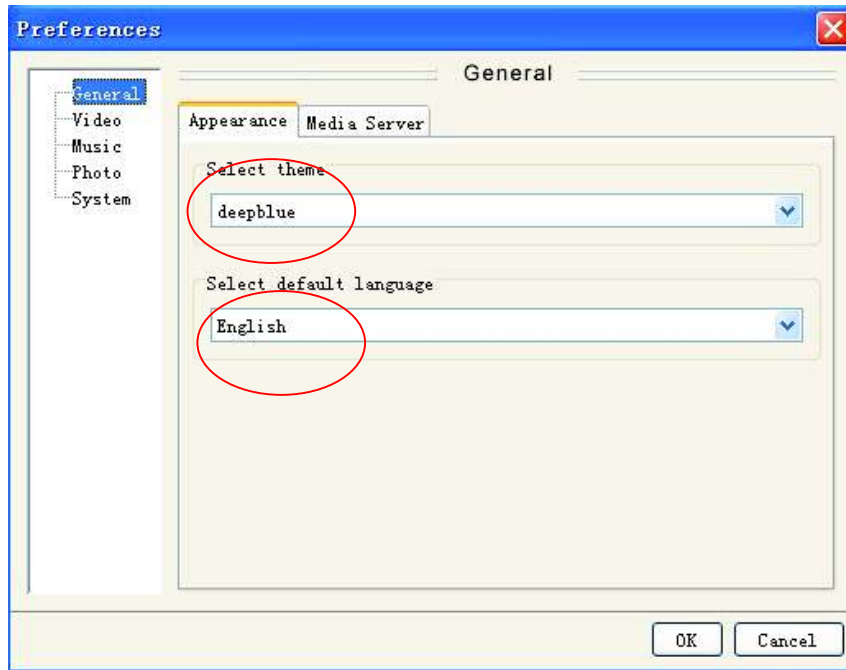 Preferences
General
General
Video
Music
Photo
System
Appearance
Media Server
Select theme
deepblue
Select default language
English
OK
Cancel